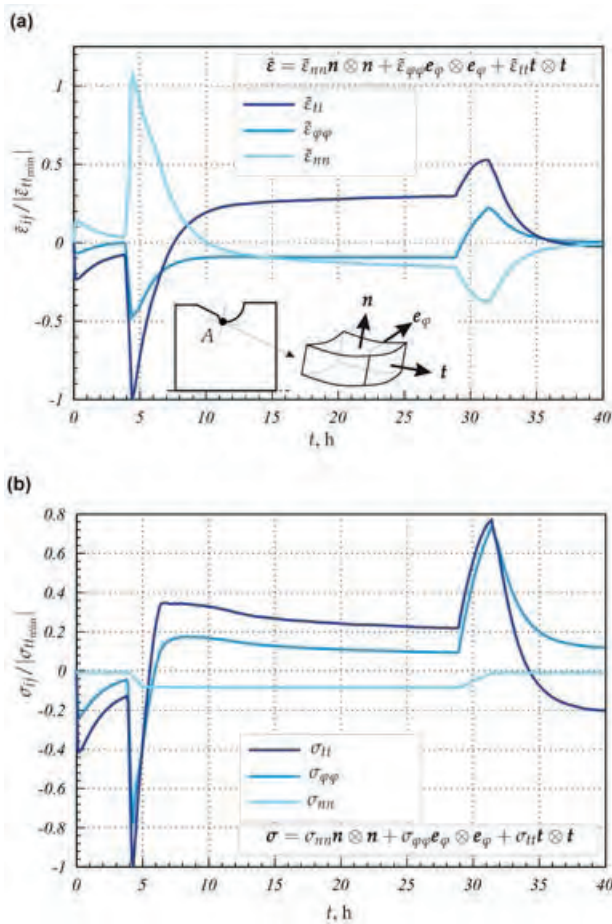 (a)
ε̃ = ε̃ₙₙn ⊗ n + ε̃φφeφ ⊗ eφ + ε̃ₜₜt ⊗ t
ε̃ₜₜ
ε̃φφ
ε̃ₙₙ
ε̃ᵢⱼ/|ε̃ₜₜₘᵢₙ|
1
0.5
0
-0.5
-1
A
n
eφ
t
0 5 10 15 20 25 30 35 40
t, h
(b)
σᵢⱼ/|σₜₜₘᵢₙ|
0.8
0.6
0.4
0.2
0
-0.2
-0.4
-0.6
-0.8
-1
σₜₜ
σφφ
σₙₙ
σ = σₙₙn ⊗ n + σφφeφ ⊗ eφ + σₜₜt ⊗ t
0 5 10 15 20 25 30 35 40
t, h